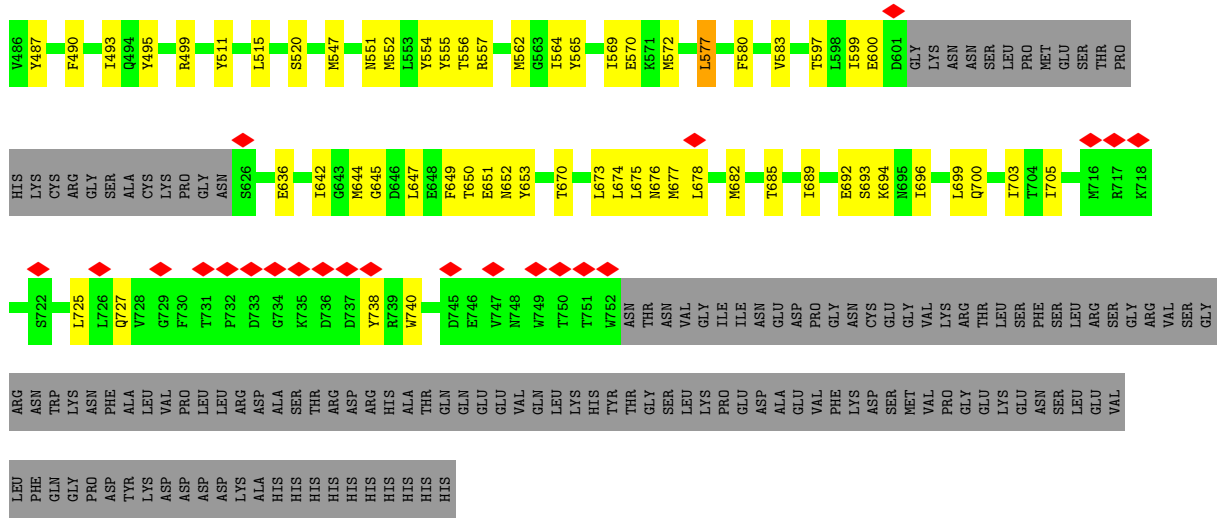 V486 Y487 F490 I493 Q494 Y495 R499 Y511 L515 S520 M547 N551 M552 L553 Y554 Y555 T556 R557 M562 G563 I564 Y565 I569 E570 K571 M572 L577 F580 V583 T597 L598 I599 E600 D601 GLY LYS ASN ASN SER LEU PRO MET GLU SER THR PRO
HIS LYS CYS ARG GLY SER ALA CYS LYS PRO GLY ASN S626 E636 I642 G643 M644 G645 D646 L647 E648 F649 T650 E651 N652 Y653 T670 L673 L674 L675 N676 M677 L678 M682 T685 I689 E692 S693 K694 N695 I696 L699 Q700 I703 T704 I705 M716 R717 K718
S722 L725 L726 Q727 V728 G729 F730 T731 P732 D733 G734 K735 D736 D737 Y738 R739 W740 D745 E746 V747 N748 W749 T750 T751 W752 ASN THR ASN VAL GLY ILE ILE ASN GLU ASP PRO GLY ASN CYS GLU GLY VAL LYS ARG THR LEU SER PHE SER LEU ARG SER GLY ARG VAL SER GLY
ARG ASN TRP LYS ASN PHE ALA LEU VAL PRO LEU LEU ARG ASP ALA SER THR ARG ASP ARG HIS ALA THR GLN GLN GLU GLU VAL GLN LEU LYS HIS TYR THR GLY SER LEU LYS PRO GLU ASP ALA GLU VAL PHE LYS ASP SER MET VAL PRO GLY GLU LYS GLU ASN SER LEU GLU VAL
LEU PHE GLN GLY PRO ASP TYR LYS ASP ASP ASP ASP LYS ALA HIS HIS HIS HIS HIS HIS HIS HIS HIS HIS